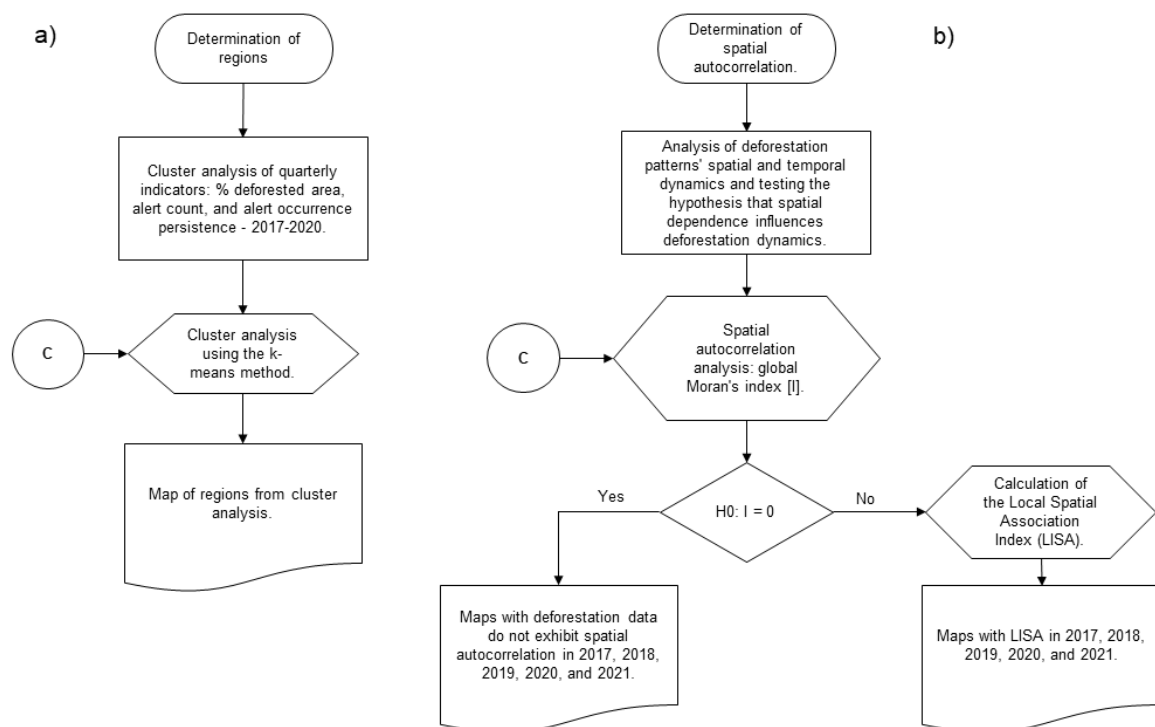 a)
Determination of
regions
Cluster analysis of quarterly
indicators: % deforested area,
alert count, and alert occurrence
persistence - 2017-2020.
C
Cluster analysis
using the k-
means method.
Map of regions from cluster
analysis.
b)
Determination of
spatial
autocorrelation.
Analysis of deforestation
patterns' spatial and temporal
dynamics and testing the
hypothesis that spatial
dependence influences
deforestation dynamics.
C
Spatial
autocorrelation
analysis: global
Moran's index [I].
H0: I = 0
Yes
No
Maps with deforestation data
do not exhibit spatial
autocorrelation in 2017, 2018,
2019, 2020, and 2021.
Calculation of
the Local Spatial
Association
Index (LISA).
Maps with LISA in 2017, 2018,
2019, 2020, and 2021.